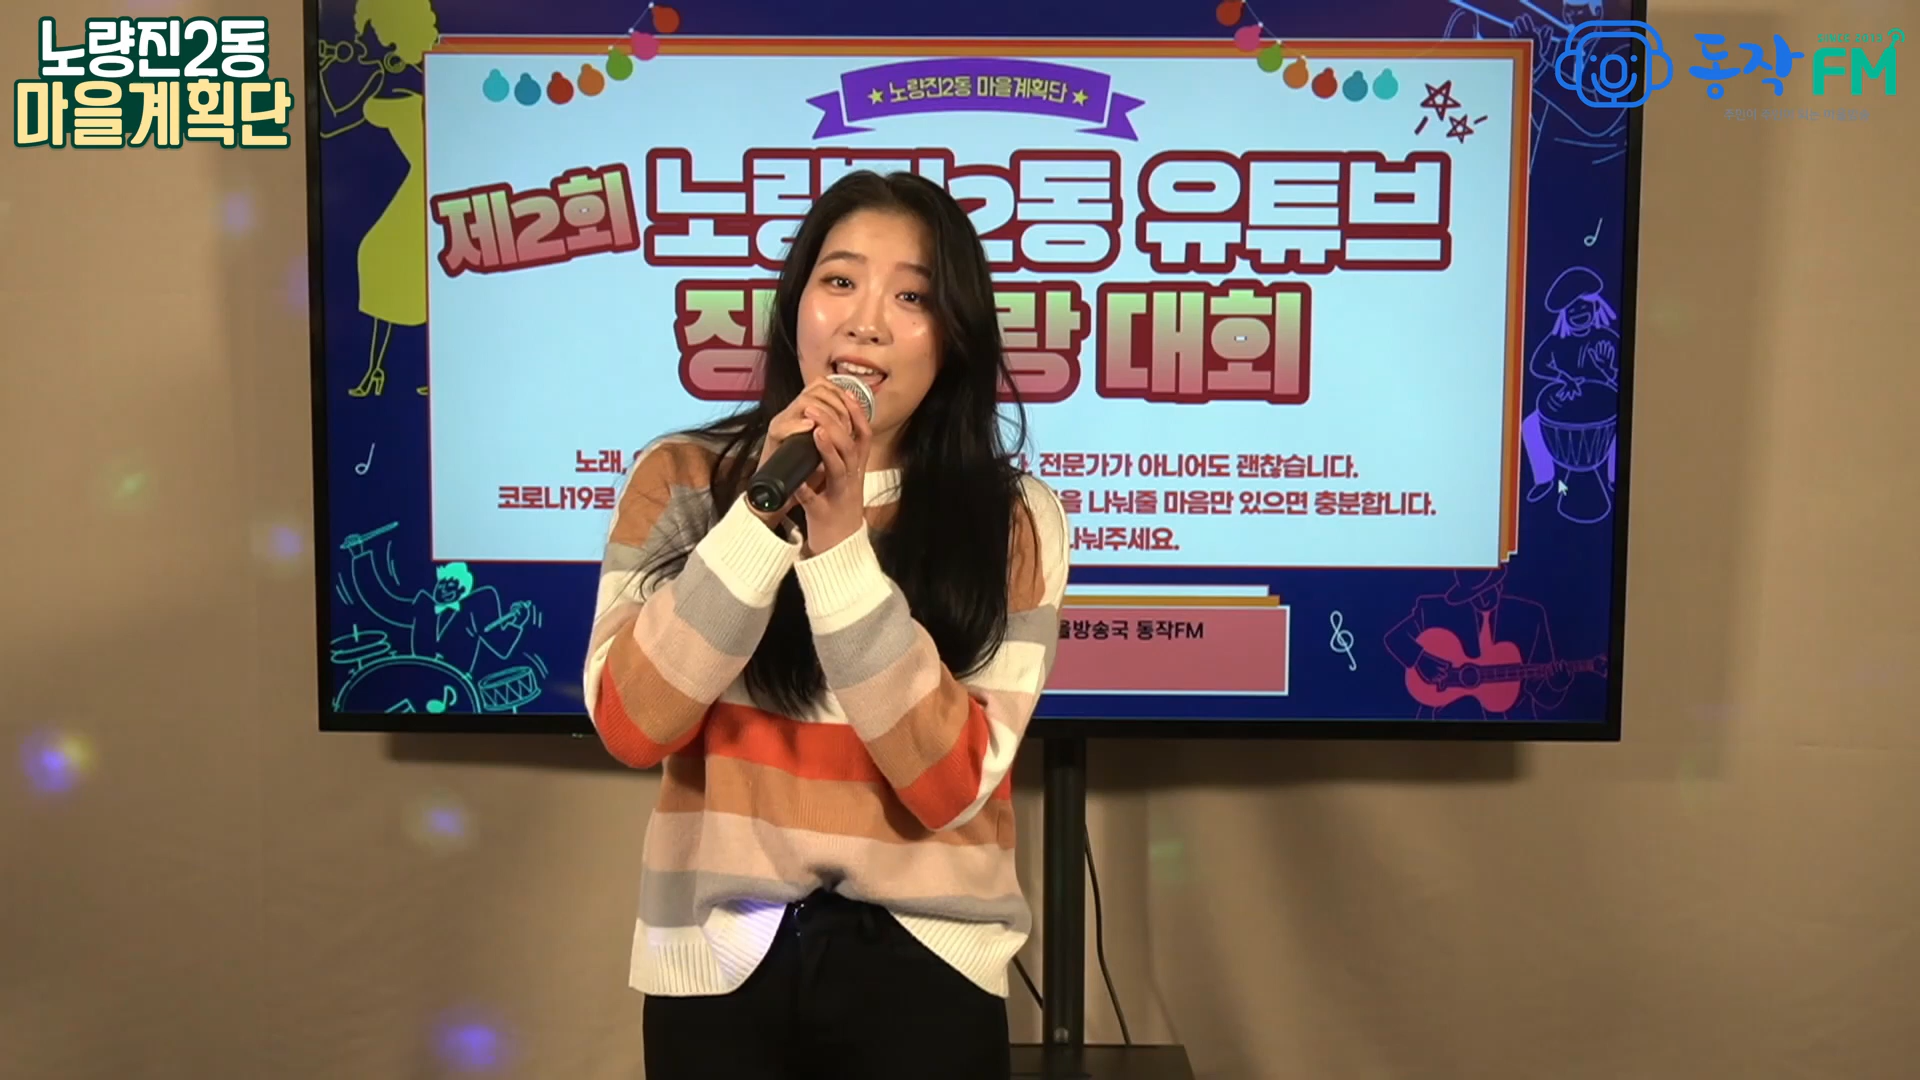 노량진2동
마을계획단
동작 FM
SINCE 2013
★ 노량진2동 마을계획단 ★
제2회 노량진2동 유튜브
장 랑 대회
노래, 전문가가 아니어도 괜찮습니다.
코로나19로 을 나눠줄 마음만 있으면 충분합니다.
나눠주세요.
을방송국 동작FM